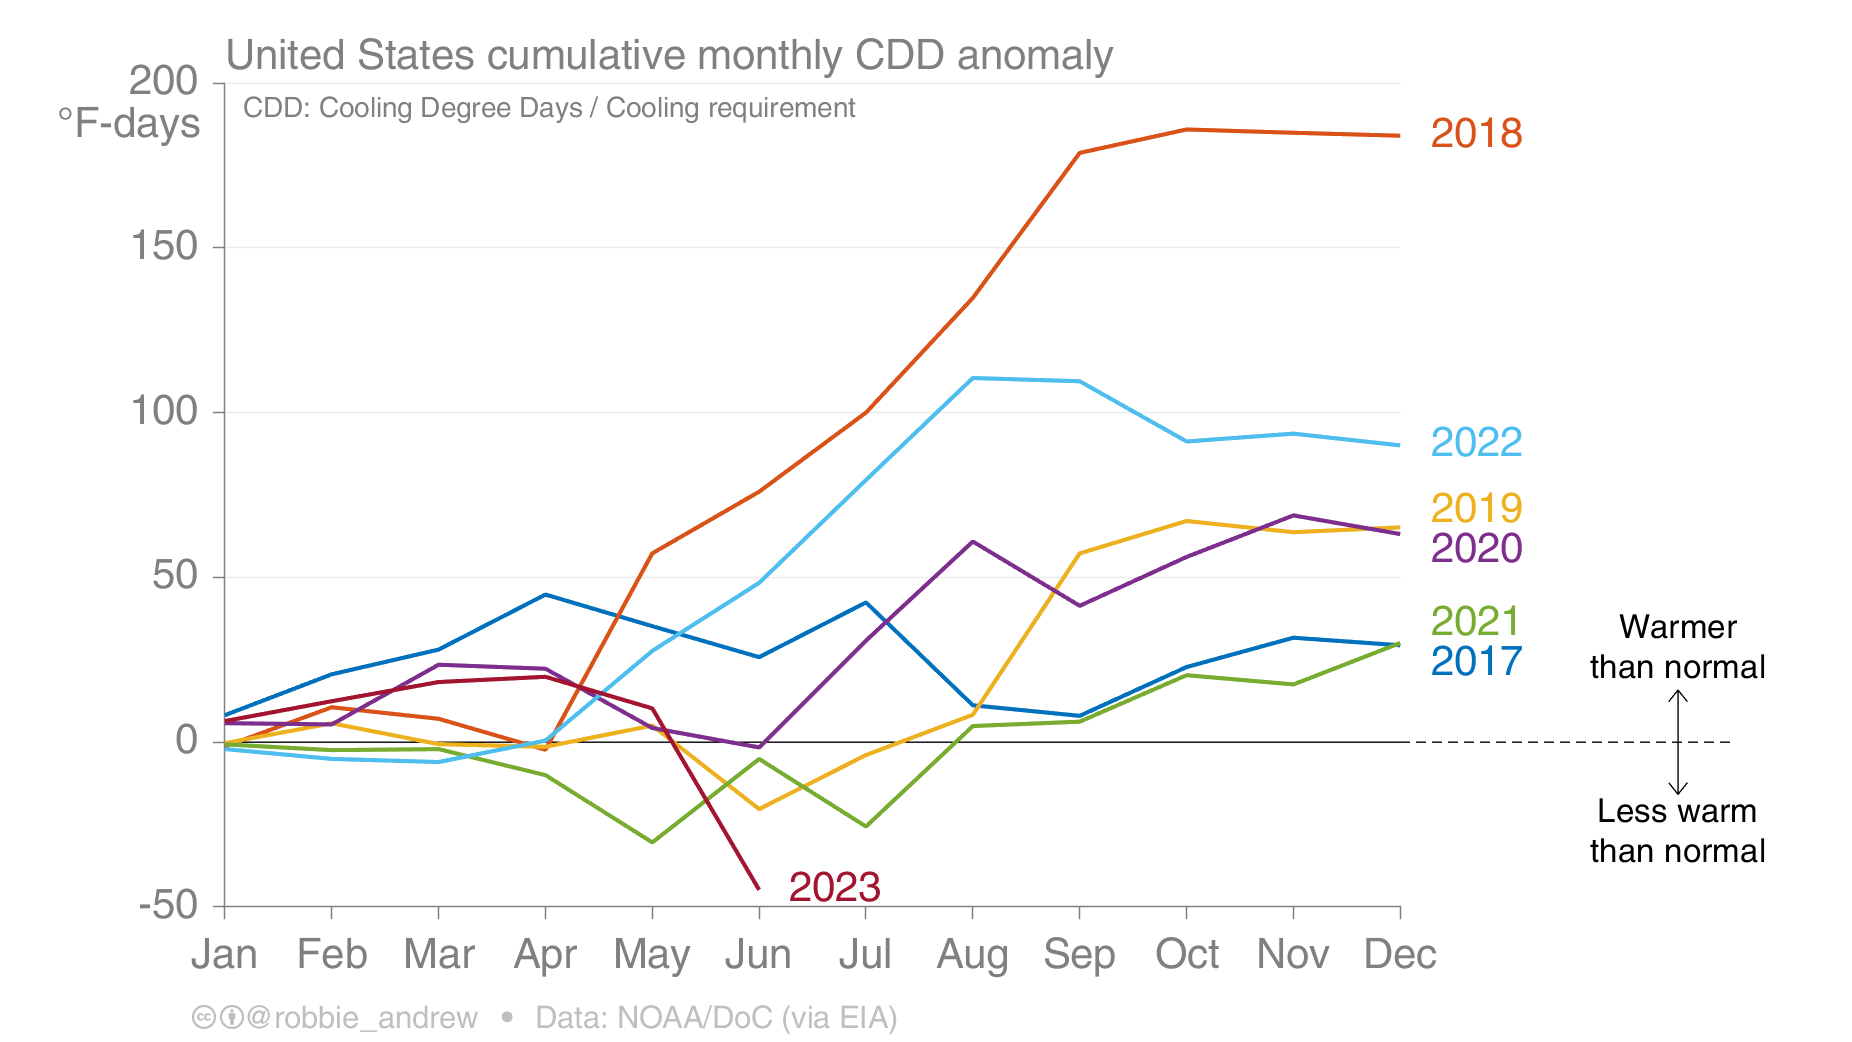 United States cumulative monthly CDD anomaly
CDD: Cooling Degree Days / Cooling requirement
200
°F-days
150
100
50
0
-50
2018
2022
2019
2020
2021
2017
2023
Warmer
than normal
Less warm
than normal
Jan Feb Mar Apr May Jun Jul Aug Sep Oct Nov Dec
cc @robbie_andrew • Data: NOAA/DoC (via EIA)